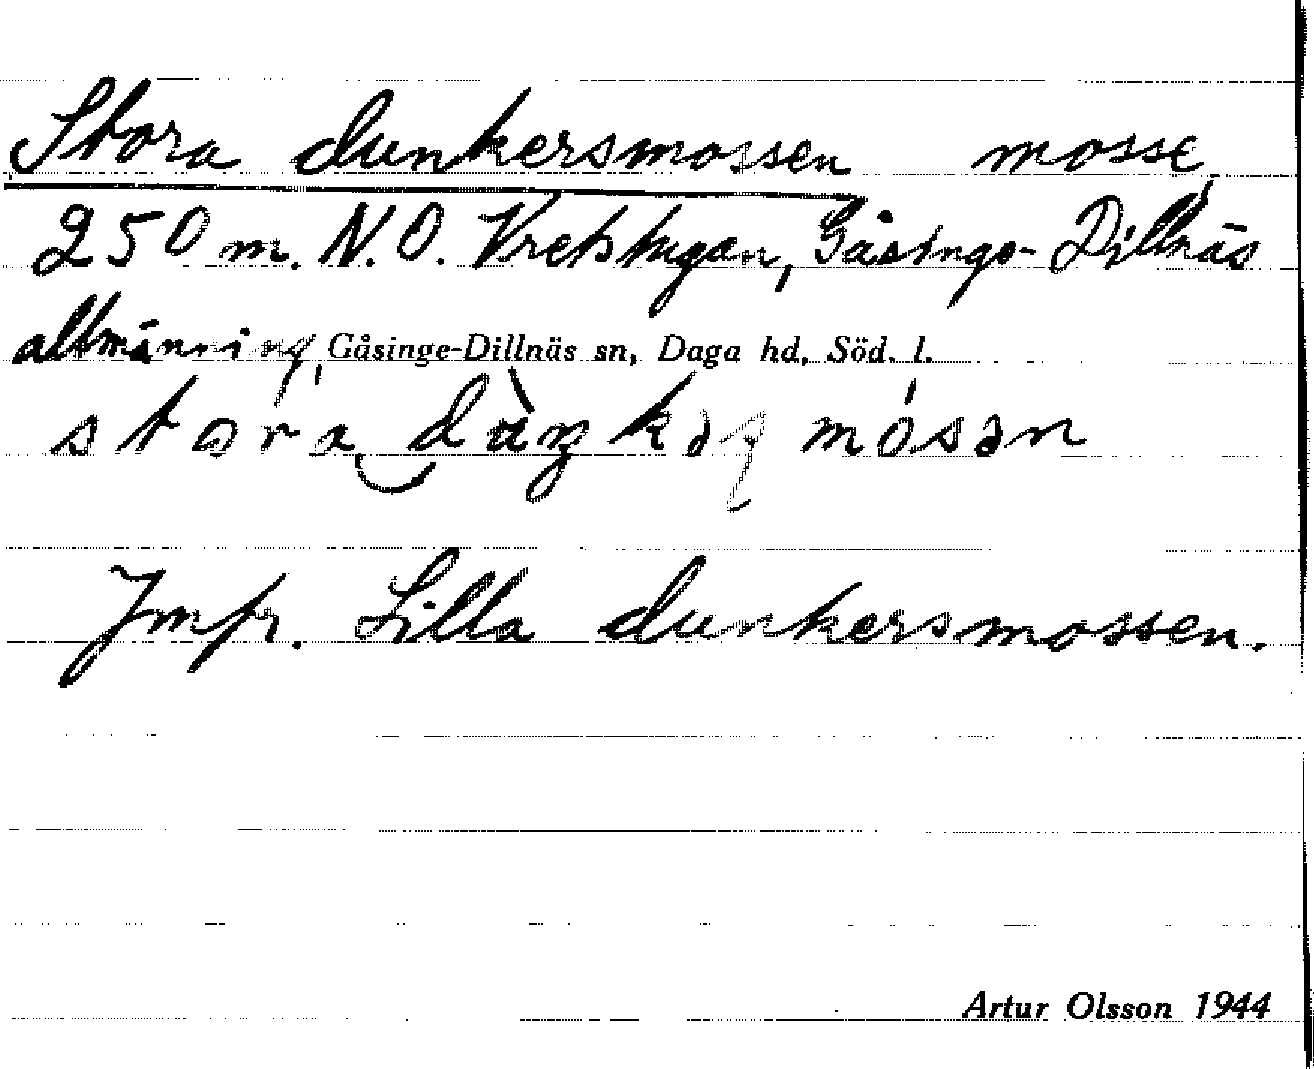 Stora dunkersmossen mosse,
250 m. N.O. Vretstugan, Gåsinge-Dillnäs
allmänning, Gåsinge-Dillnäs sn, Daga hd, Söd. l.
Jmfr. Lilla dunkersmossen.
Artur Olsson 1944